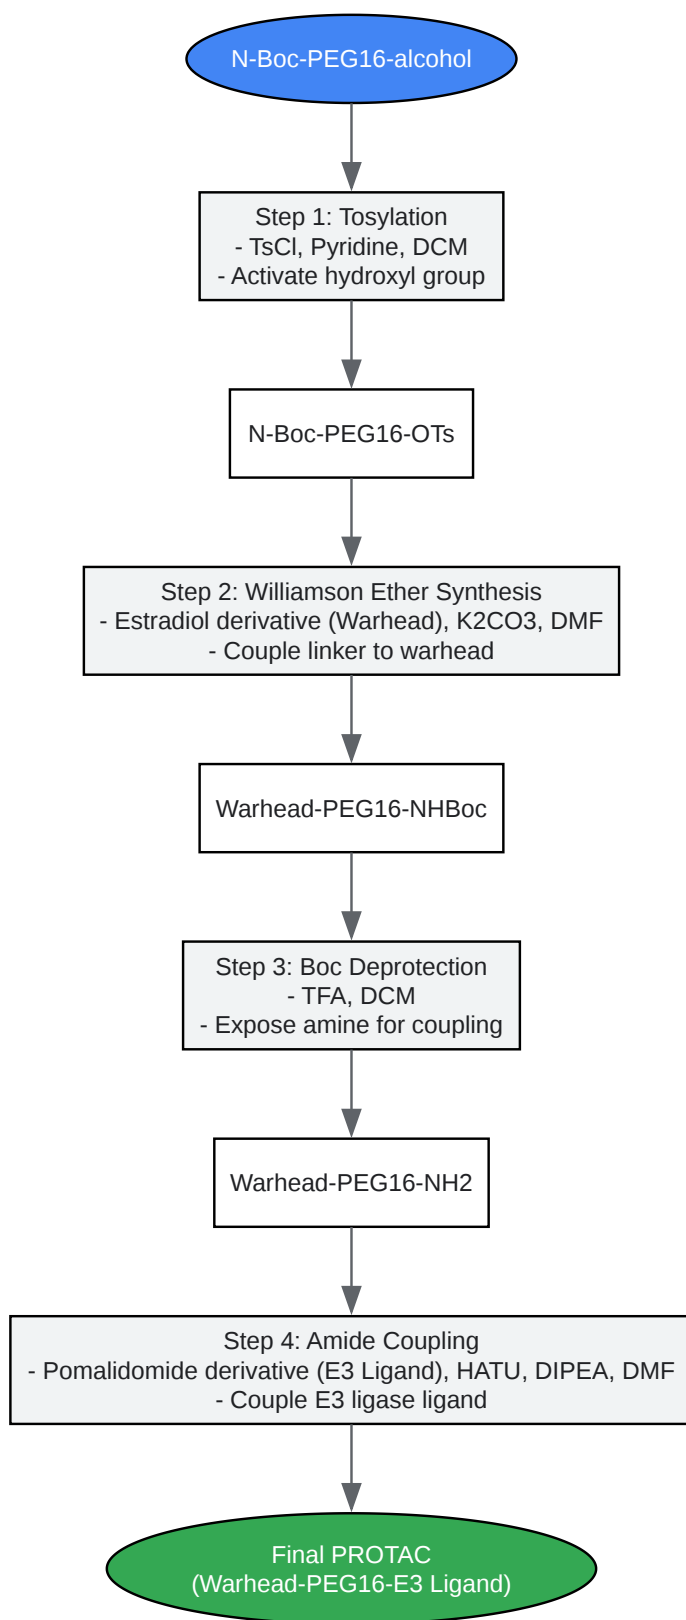 N-Boc-PEG16-alcohol
Step 1: Tosylation
- TsCl, Pyridine, DCM
- Activate hydroxyl group
N-Boc-PEG16-OTs
Step 2: Williamson Ether Synthesis
- Estradiol derivative (Warhead), K2CO3, DMF
- Couple linker to warhead
Warhead-PEG16-NHBoc
Step 3: Boc Deprotection
- TFA, DCM
- Expose amine for coupling
Warhead-PEG16-NH2
Step 4: Amide Coupling
- Pomalidomide derivative (E3 Ligand), HATU, DIPEA, DMF
- Couple E3 ligase ligand
Final PROTAC
(Warhead-PEG16-E3 Ligand)